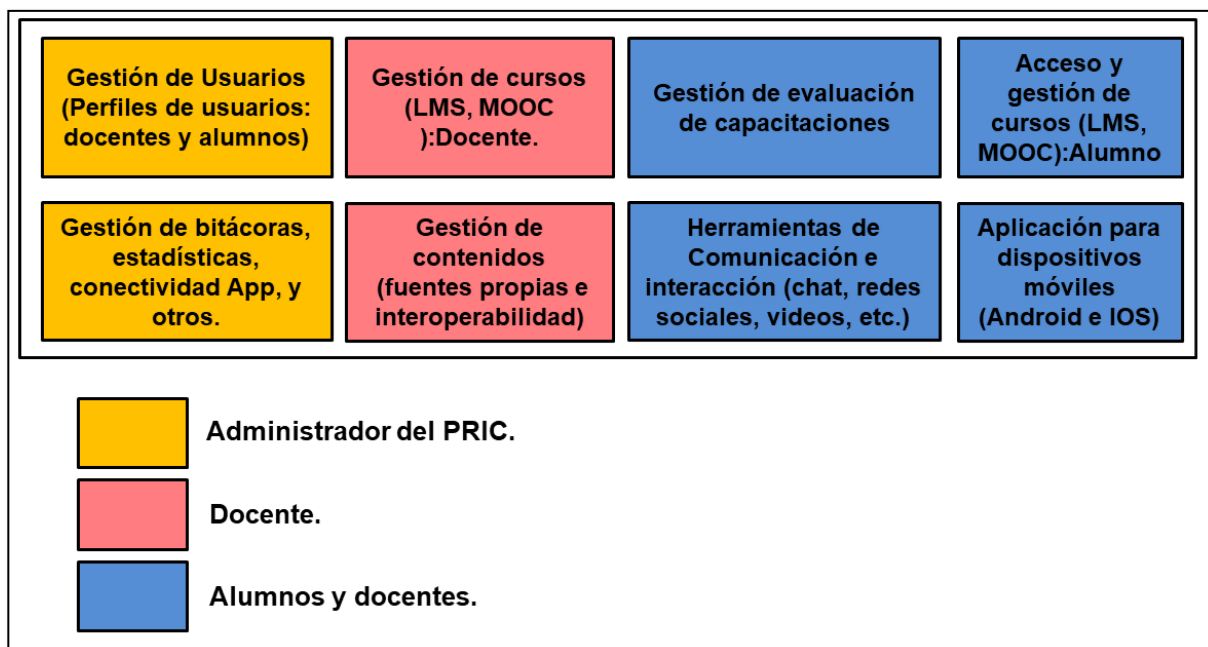 Gestión de Usuarios
(Perfiles de usuarios:
docentes y alumnos)
Gestión de cursos
(LMS, MOOC
):Docente.
Gestión de evaluación
de capacitaciones
Acceso y
gestión de
cursos (LMS,
MOOC):Alumno
Gestión de bitácoras,
estadísticas,
conectividad App, y
otros.
Gestión de
contenidos
(fuentes propias e
interoperabilidad)
Herramientas de
Comunicación e
interacción (chat, redes
sociales, videos, etc.)
Aplicación para
dispositivos
móviles
(Android e IOS)
Administrador del PRIC.
Docente.
Alumnos y docentes.